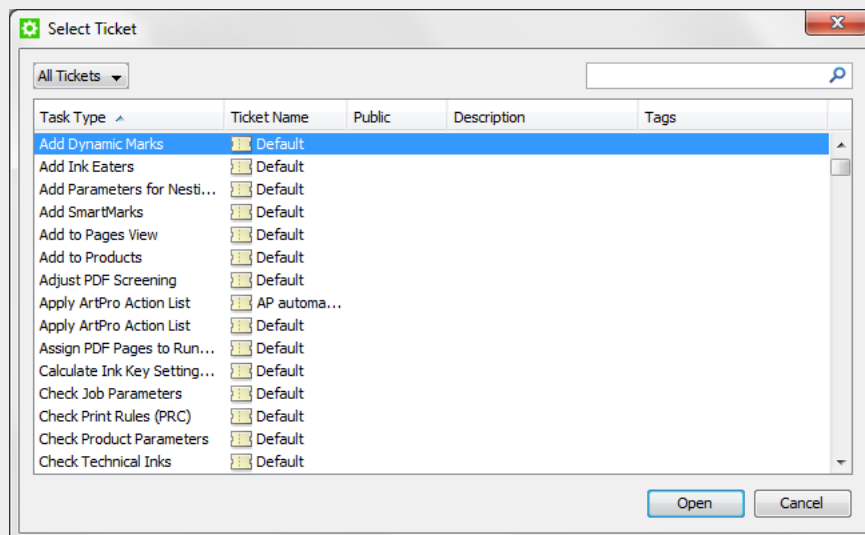 Select Ticket
All Tickets
Task Type Ticket Name Public Description Tags
Add Dynamic Marks Default
Add Ink Eaters Default
Add Parameters for Nesti... Default
Add SmartMarks Default
Add to Pages View Default
Add to Products Default
Adjust PDF Screening Default
Apply ArtPro Action List AP automa...
Apply ArtPro Action List Default
Assign PDF Pages to Run... Default
Calculate Ink Key Setting... Default
Check Job Parameters Default
Check Print Rules (PRC) Default
Check Product Parameters Default
Check Technical Inks Default
Open Cancel